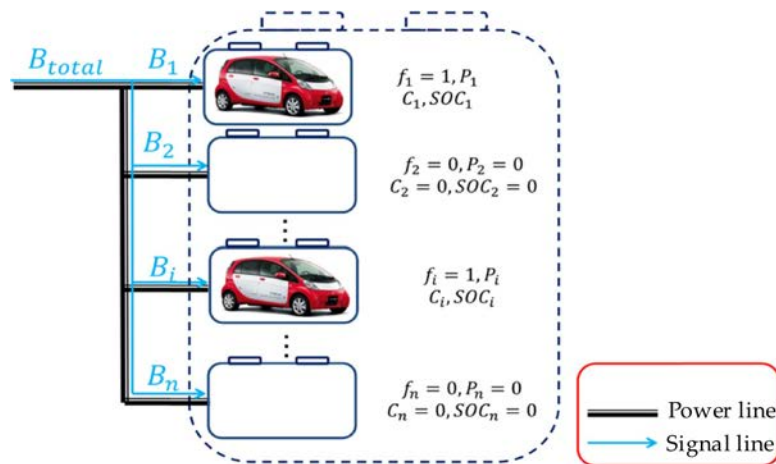 B_total B_1
f_1 = 1, P_1
C_1, SOC_1
B_2
f_2 = 0, P_2 = 0
C_2 = 0, SOC_2 = 0
⋮
B_i
f_i = 1, P_i
C_i, SOC_i
⋮
B_n
f_n = 0, P_n = 0
C_n = 0, SOC_n = 0
Power line
Signal line